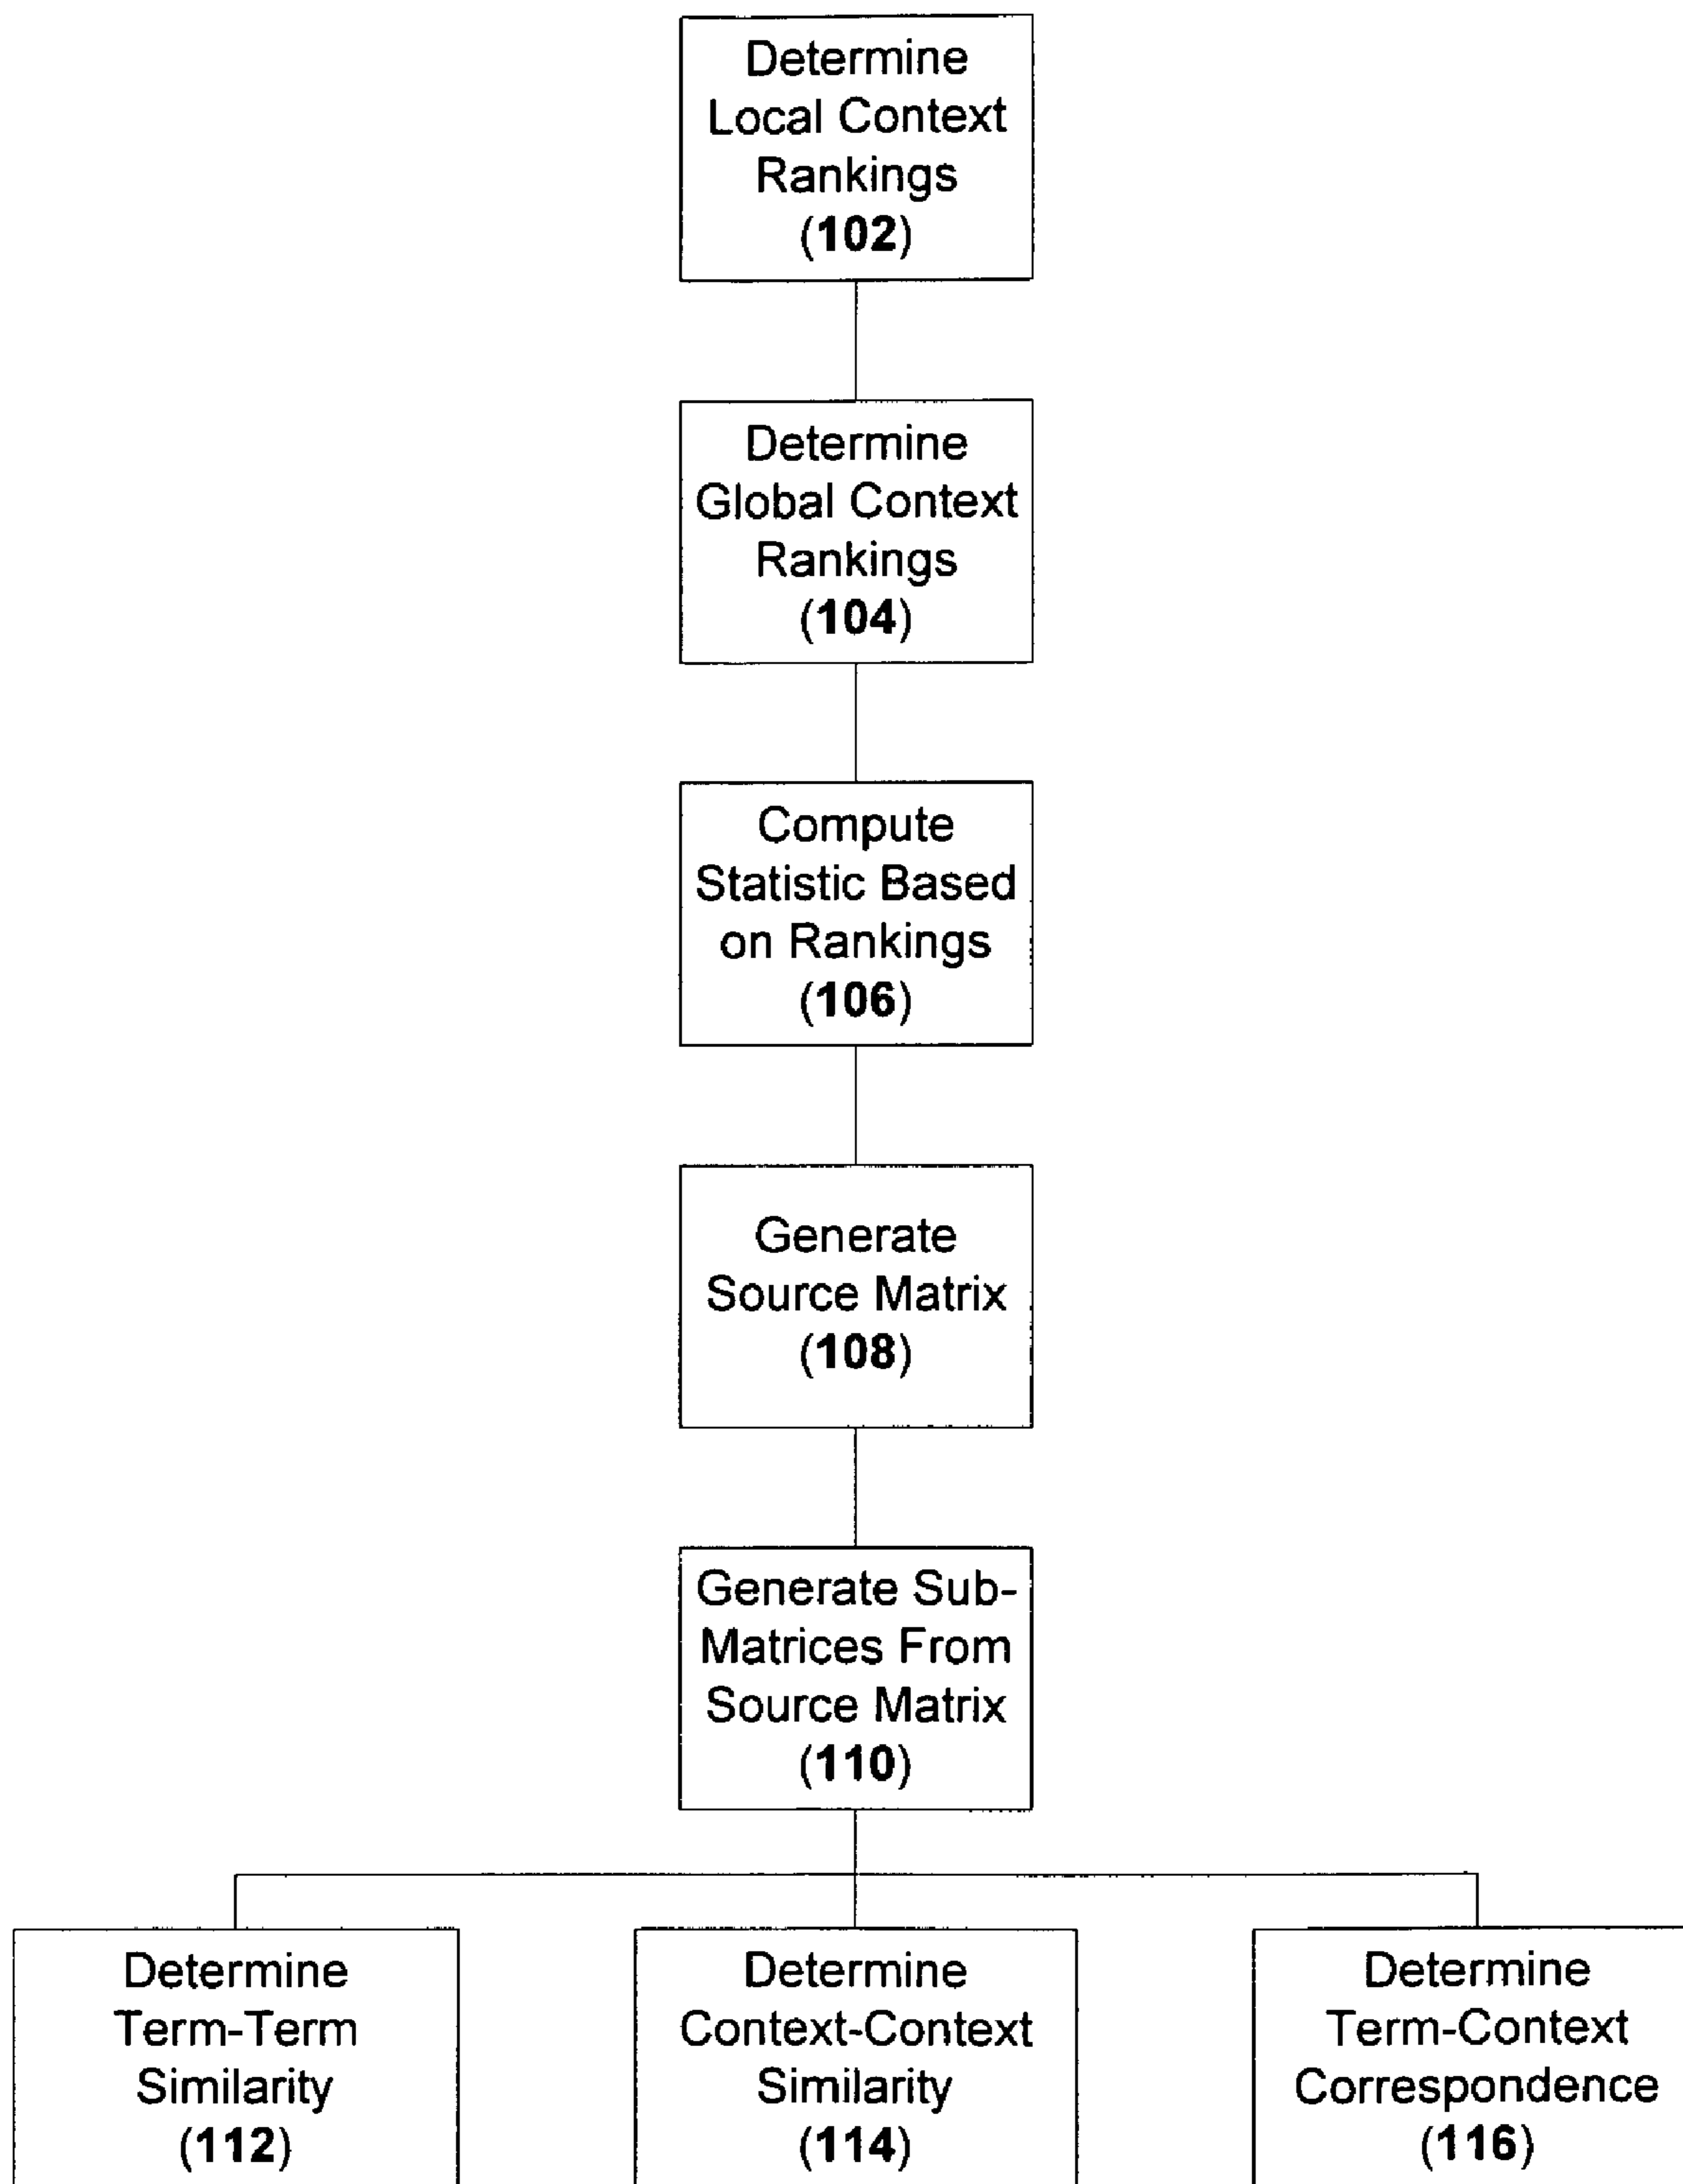 Determine
Local Context
Rankings
(102)
Determine
Global Context
Rankings
(104)
Compute
Statistic Based
on Rankings
(106)
Generate
Source Matrix
(108)
Generate Sub-
Matrices From
Source Matrix
(110)
Determine
Term-Term
Similarity
(112)
Determine
Context-Context
Similarity
(114)
Determine
Term-Context
Correspondence
(116)